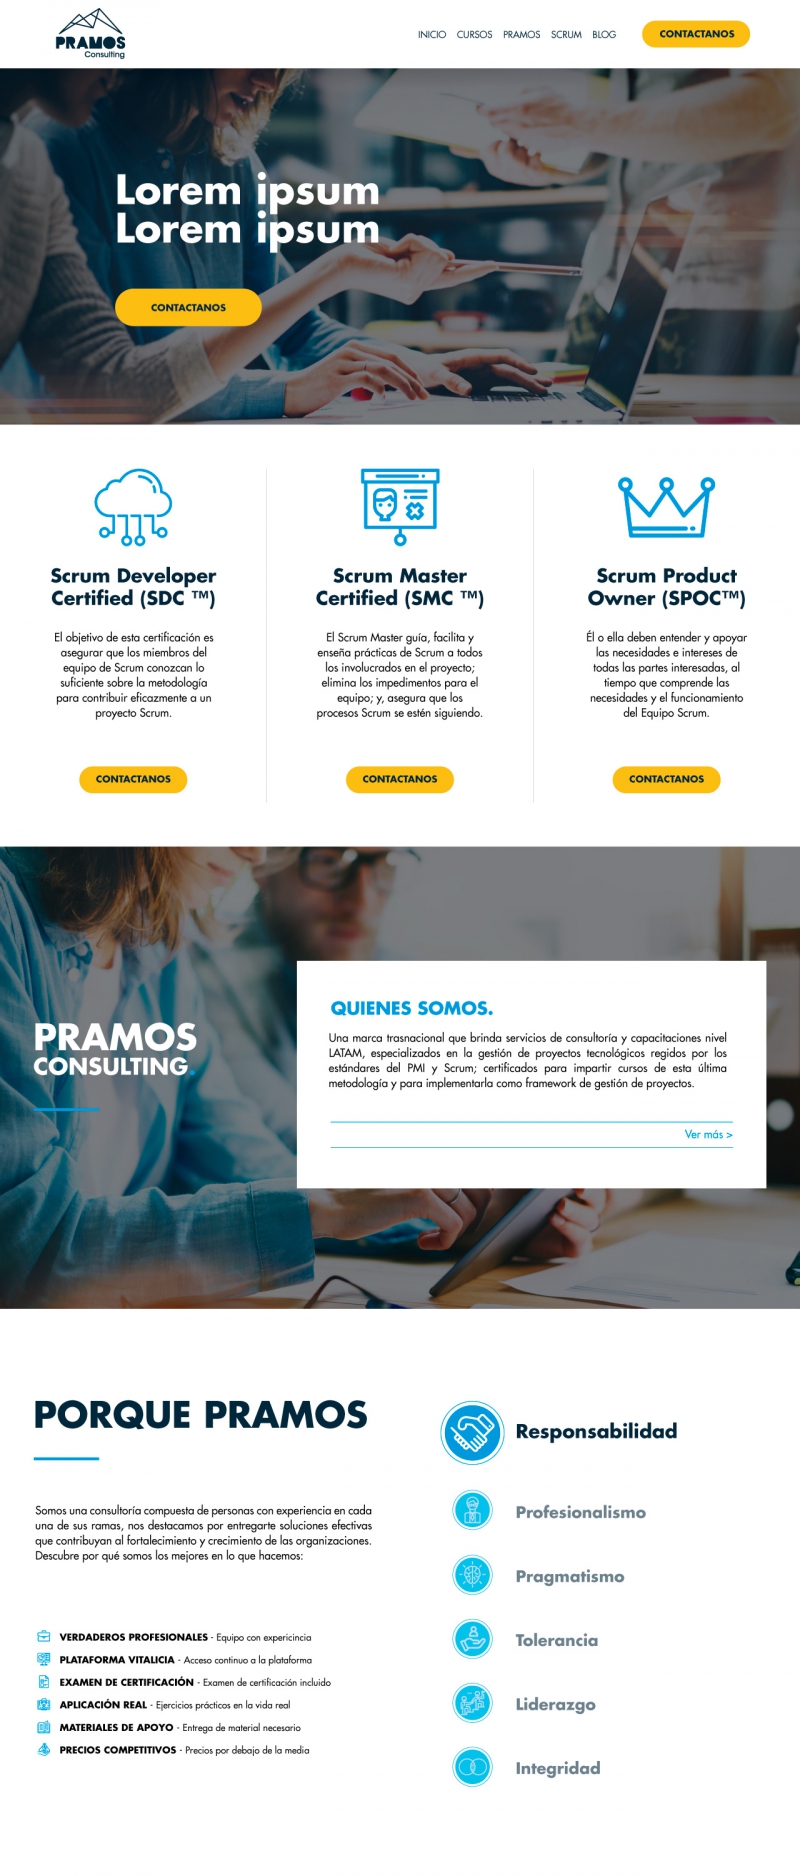 PRAMOS
Consulting
INICIO CURSOS PRAMOS SCRUM BLOG CONTACTANOS
Lorem ipsum
Lorem ipsum
CONTACTANOS
Scrum Developer
Certified (SDC ™)
El objetivo de esta certificación es
asegurar que los miembros del
equipo de Scrum conozcan lo
suficiente sobre la metodología
para contribuir eficazmente a un
proyecto Scrum.
CONTACTANOS
Scrum Master
Certified (SMC ™)
El Scrum Master guía, facilita y
enseña prácticas de Scrum a todos
los involucrados en el proyecto;
elimina los impedimentos para el
equipo; y, asegura que los
procesos Scrum se estén siguiendo.
CONTACTANOS
Scrum Product
Owner (SPOC™)
Él o ella deben entender y apoyar
las necesidades e intereses de
todas las partes interesadas, al
tiempo que comprende las
necesidades y el funcionamiento
del Equipo Scrum.
CONTACTANOS
PRAMOS
CONSULTING.
QUIENES SOMOS.
Una marca trasnacional que brinda servicios de consultoría y capacitaciones nivel
LATAM, especializados en la gestión de proyectos tecnológicos regidos por los
estándares del PMI y Scrum; certificados para impartir cursos de esta última
metodología y para implementarla como framework de gestión de proyectos.
Ver más >
PORQUE PRAMOS
Somos una consultoría compuesta de personas con experiencia en cada
una de sus ramas, nos destacamos por entregarte soluciones efectivas
que contribuyan al fortalecimiento y crecimiento de las organizaciones.
Descubre por qué somos los mejores en lo que hacemos:
VERDADEROS PROFESIONALES - Equipo con expericincia
PLATAFORMA VITALICIA - Acceso continuo a la plataforma
EXAMEN DE CERTIFICACIÓN - Examen de certificación incluido
APLICACIÓN REAL - Ejercicios prácticos en la vida real
MATERIALES DE APOYO - Entrega de material necesario
PRECIOS COMPETITIVOS - Precios por debajo de la media
Responsabilidad
Profesionalismo
Pragmatismo
Tolerancia
Liderazgo
Integridad